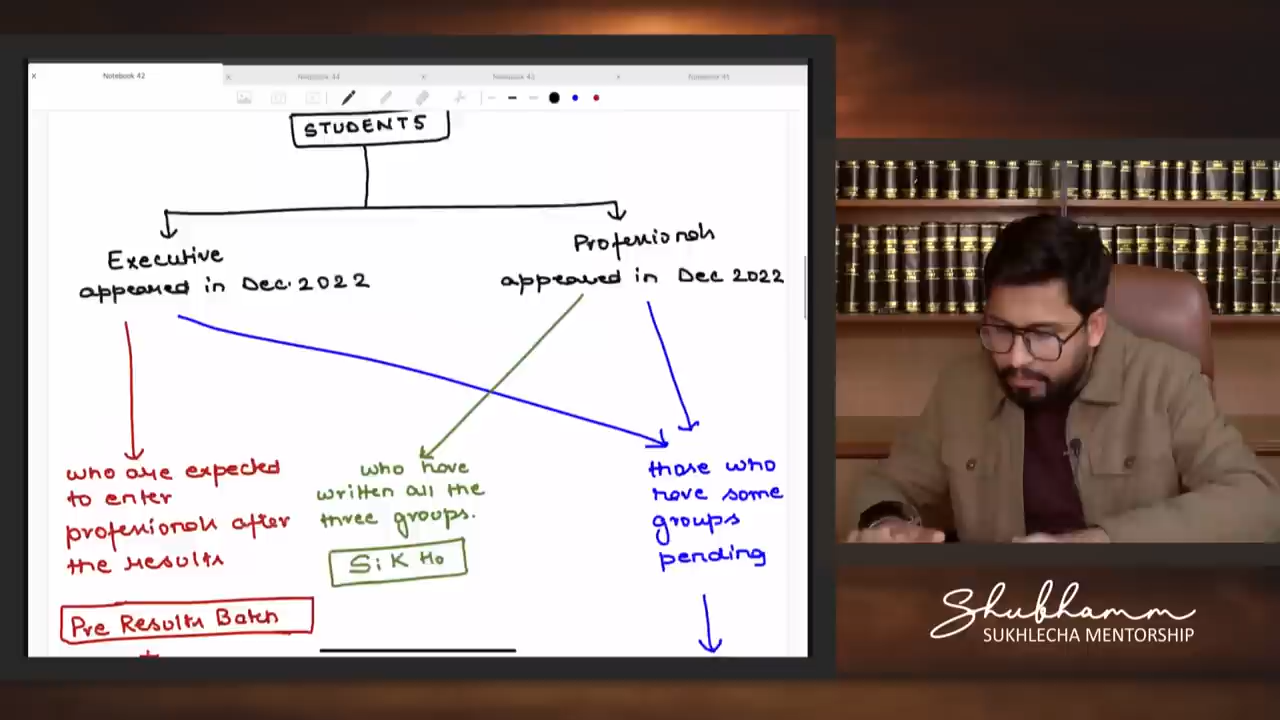 Notebook 42
STUDENTS
Executive
appeared in Dec. 2022
Professionals
appeared in Dec 2022
who are expected
to enter
professionals after
the results
Pre Results Batch
who have
written all the
three groups.
SiK Ho
those who
have some
groups
pending
Shubhamm
SUKHLECHA MENTORSHIP